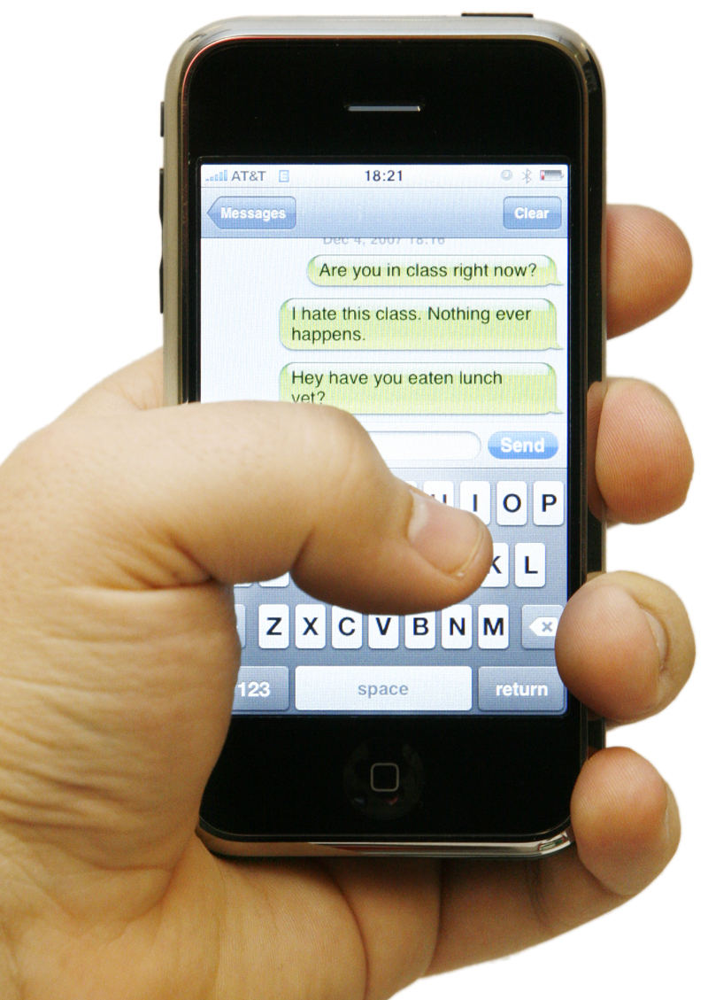 AT&T 18:21
Messages Clear
Dec 4, 2007 18:16
Are you in class right now?
I hate this class. Nothing ever
happens.
Hey have you eaten lunch
yet?
Send
U I O P
K L
Z X C V B N M
123 space return